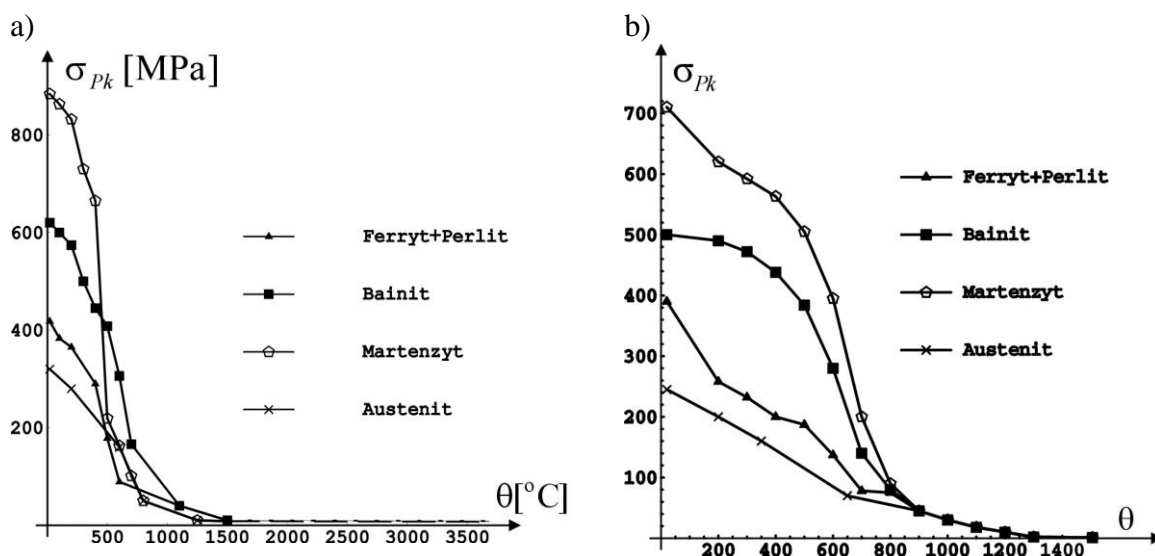 a)
σPk [MPa]
800
600
400
200
Ferryt+Perlit
Bainit
Martenzyt
Austenit
θ[°C]
500 1000 1500 2000 2500 3000 3500
b)
σPk
700
600
500
400
300
200
100
Ferryt+Perlit
Bainit
Martenzyt
Austenit
θ
200 400 600 800 1000 1200 1400